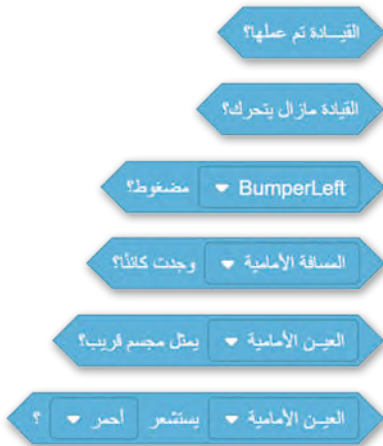 القيـــادة تم عملها؟
القيادة مازال يتحرك؟
BumperLeft مضغوط؟
المسافة الأمامية وجدت كائنًا؟
العيـن الأمامية يمثل مجسم قريب؟
العيـن الأمامية يستشعر أحمر ؟